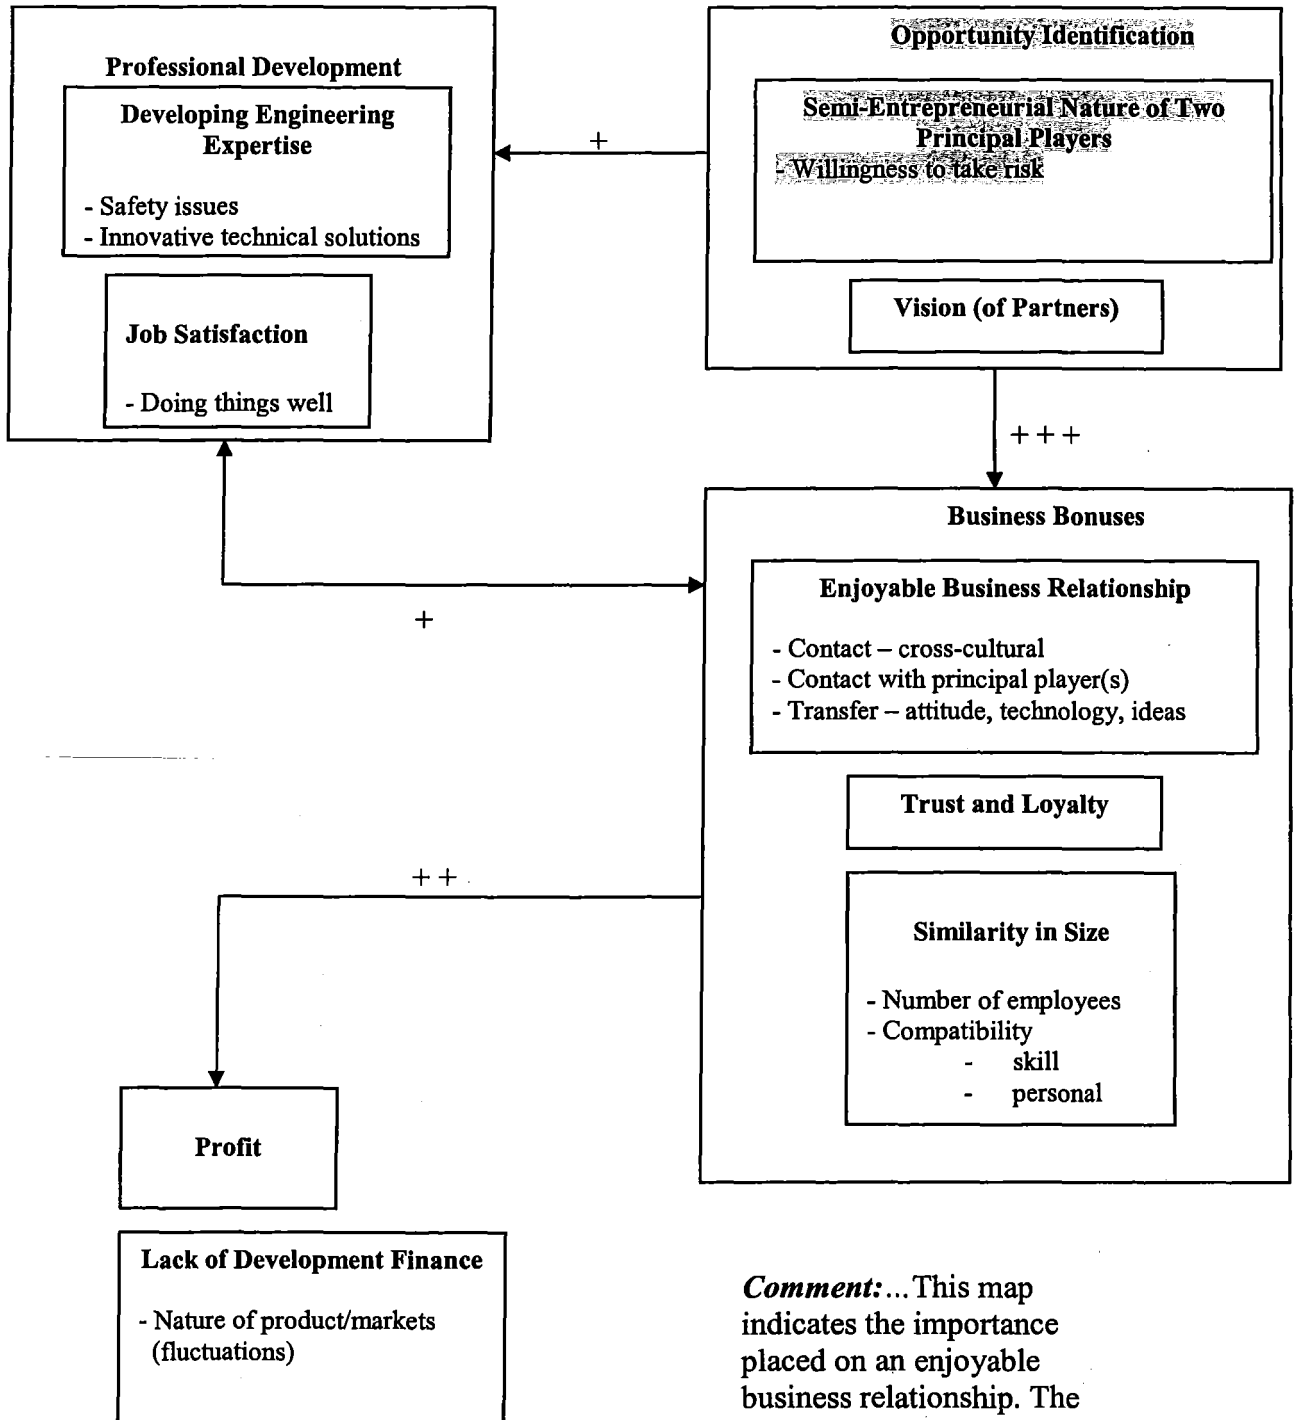 Professional Development
Developing Engineering
Expertise
- Safety issues
- Innovative technical solutions
Job Satisfaction
- Doing things well
+
Opportunity Identification
Semi-Entrepreneurial Nature of Two
Principal Players
- Willingness to take risk
Vision (of Partners)
+ + +
+
Business Bonuses
Enjoyable Business Relationship
- Contact – cross-cultural
- Contact with principal player(s)
- Transfer – attitude, technology, ideas
Trust and Loyalty
Similarity in Size
- Number of employees
- Compatibility
- skill
- personal
+ +
Profit
Lack of Development Finance
- Nature of product/markets
(fluctuations)
Comment:...This map
indicates the importance
placed on an enjoyable
business relationship. The